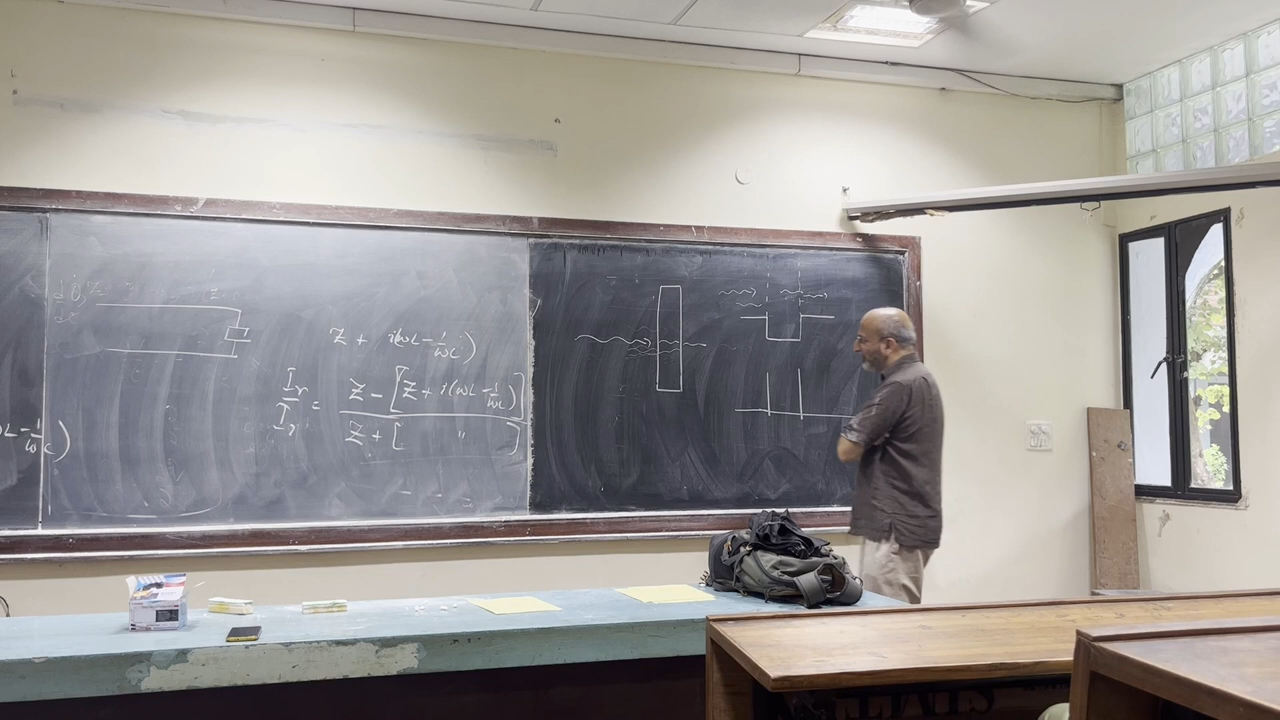 Z + i(ωL - 1/ωC)
I_r/I_i = Z - [Z + i(ωL - 1/ωC)] / Z + [ " ]
ωL - 1/ωC)